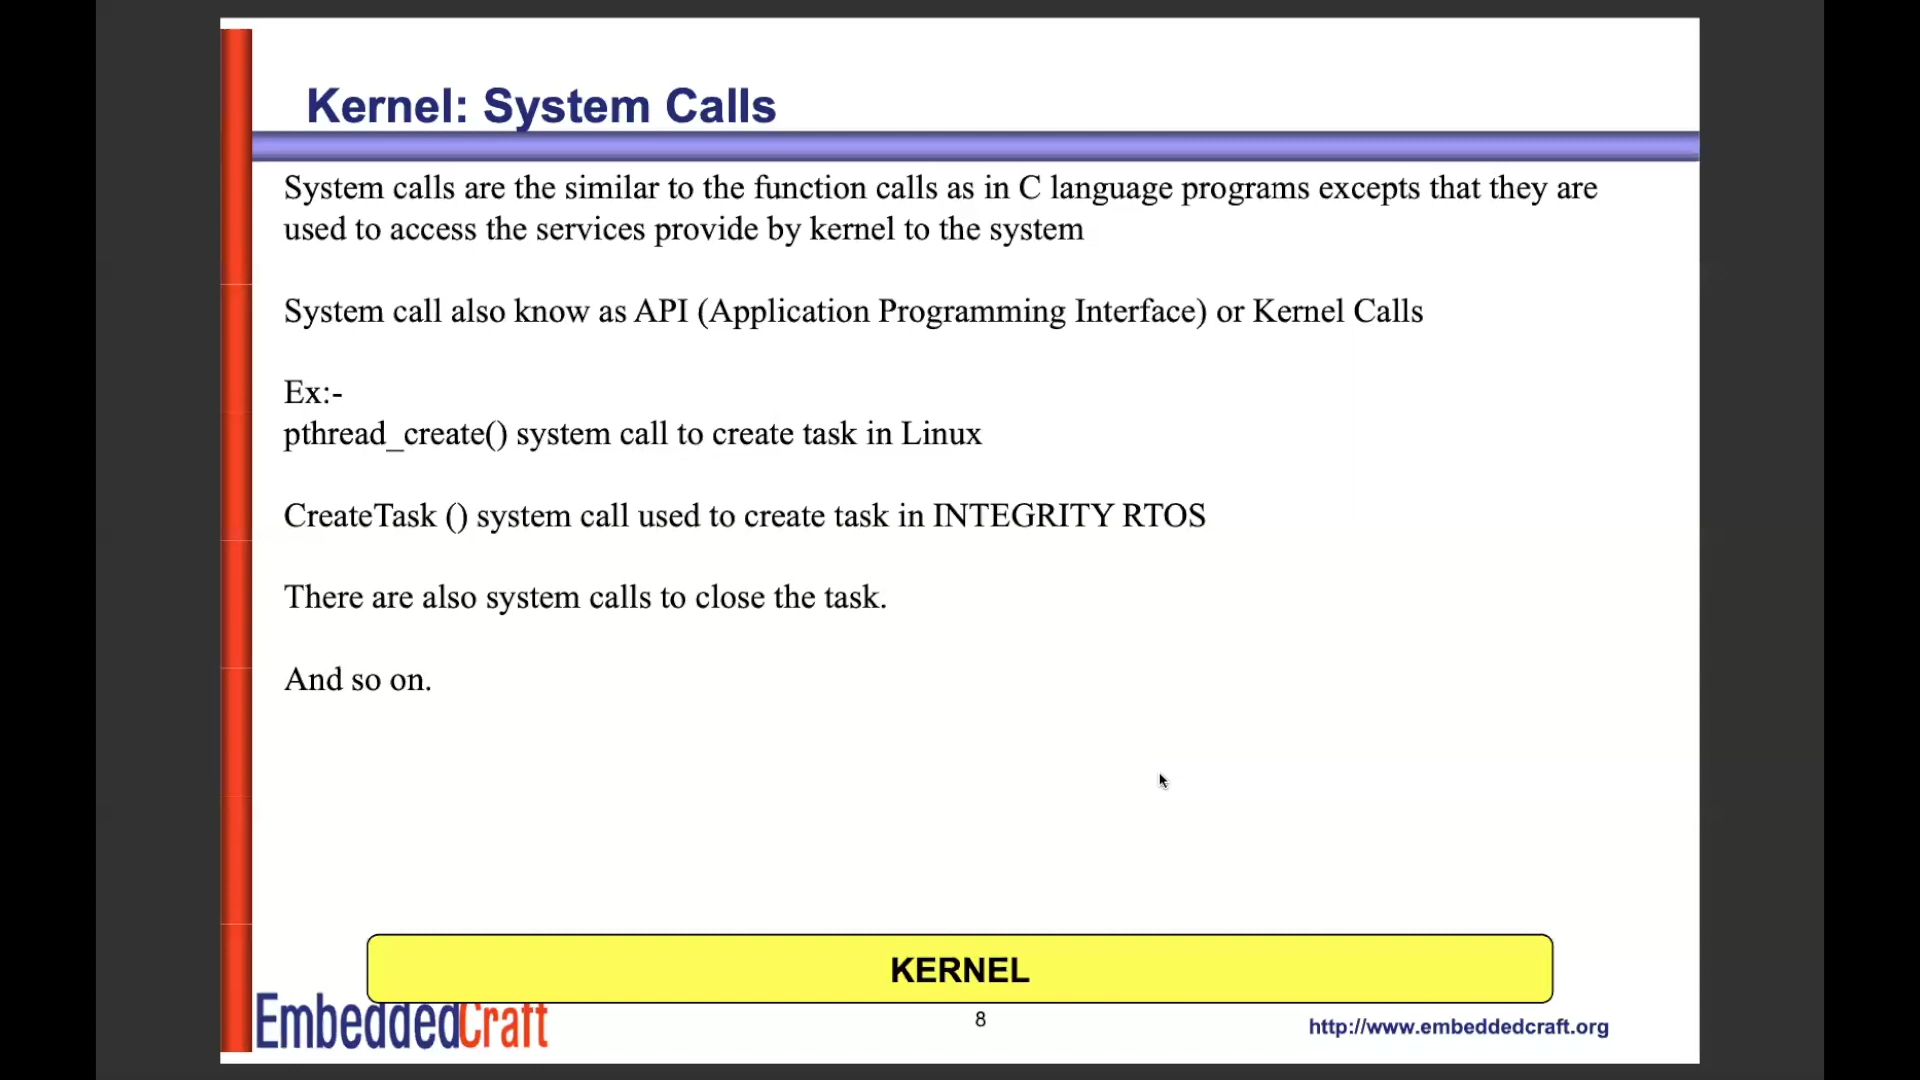 Kernel: System Calls
System calls are the similar to the function calls as in C language programs excepts that they are
used to access the services provide by kernel to the system
System call also know as API (Application Programming Interface) or Kernel Calls
Ex:-
pthread_create() system call to create task in Linux
CreateTask () system call used to create task in INTEGRITY RTOS
There are also system calls to close the task.
And so on.
KERNEL
EmbeddedCraft
8
http://www.embeddedcraft.org